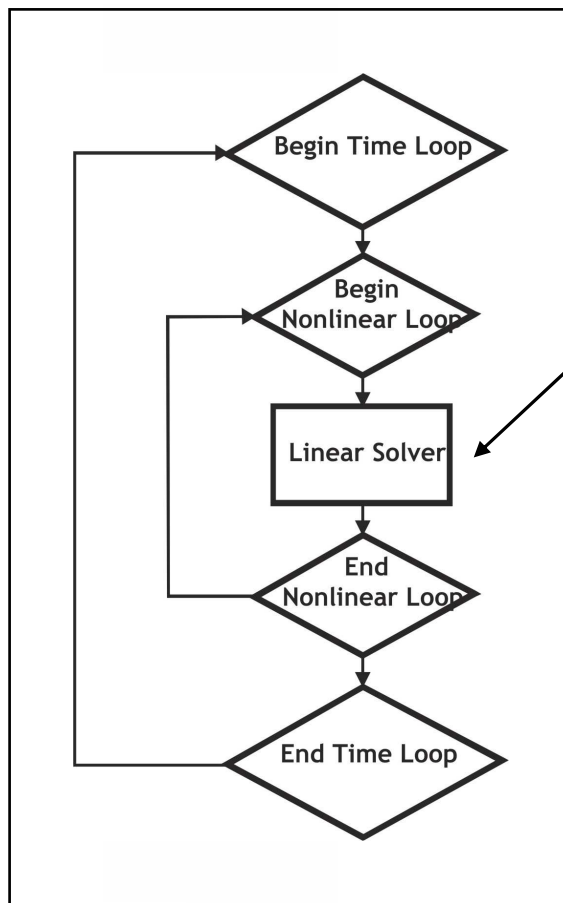 Begin Time Loop
Begin
Nonlinear Loop
Linear Solver
End
Nonlinear Loop
End Time Loop